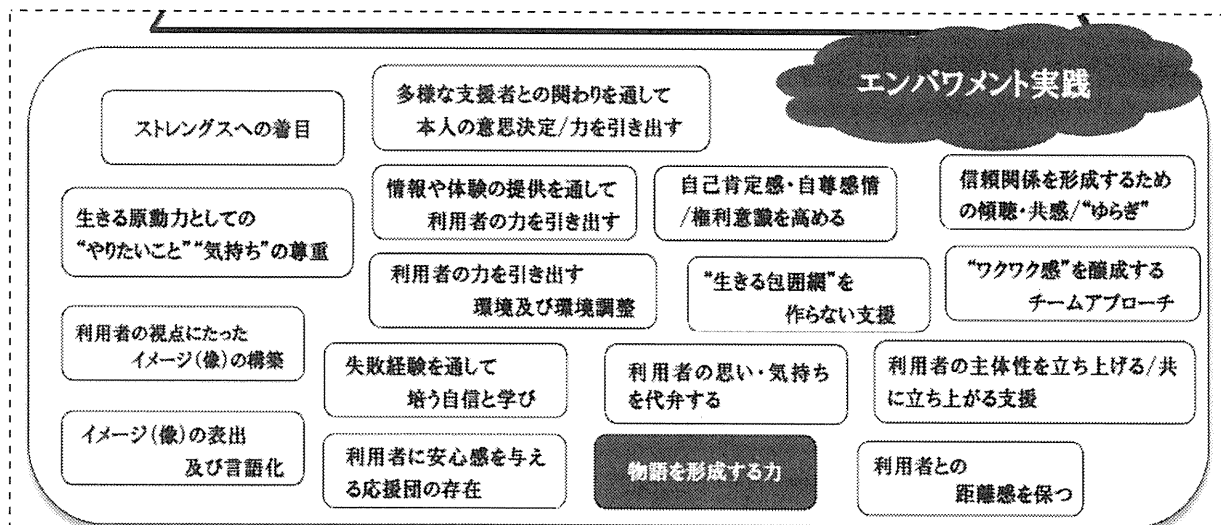 エンパワメント実践
ストレングスへの着目
多様な支援者との関わりを通して
本人の意思決定/力を引き出す
生きる原動力としての
“やりたいこと”“気持ち”の尊重
情報や体験の提供を通して
利用者の力を引き出す
自己肯定感・自尊感情
/権利意識を高める
信頼関係を形成するため
の傾聴・共感/“ゆらぎ”
利用者の力を引き出す
環境及び環境調整
“生きる包囲網”を
作らない支援
“ワクワク感”を醸成する
チームアプローチ
利用者の視点にたった
イメージ(像)の構築
失敗経験を通して
培う自信と学び
利用者の思い・気持ち
を代弁する
利用者の主体性を立ち上げる/共
に立ち上がる支援
イメージ(像)の表出
及び言語化
利用者に安心感を与え
る応援団の存在
物語を形成する力
利用者との
距離感を保つ